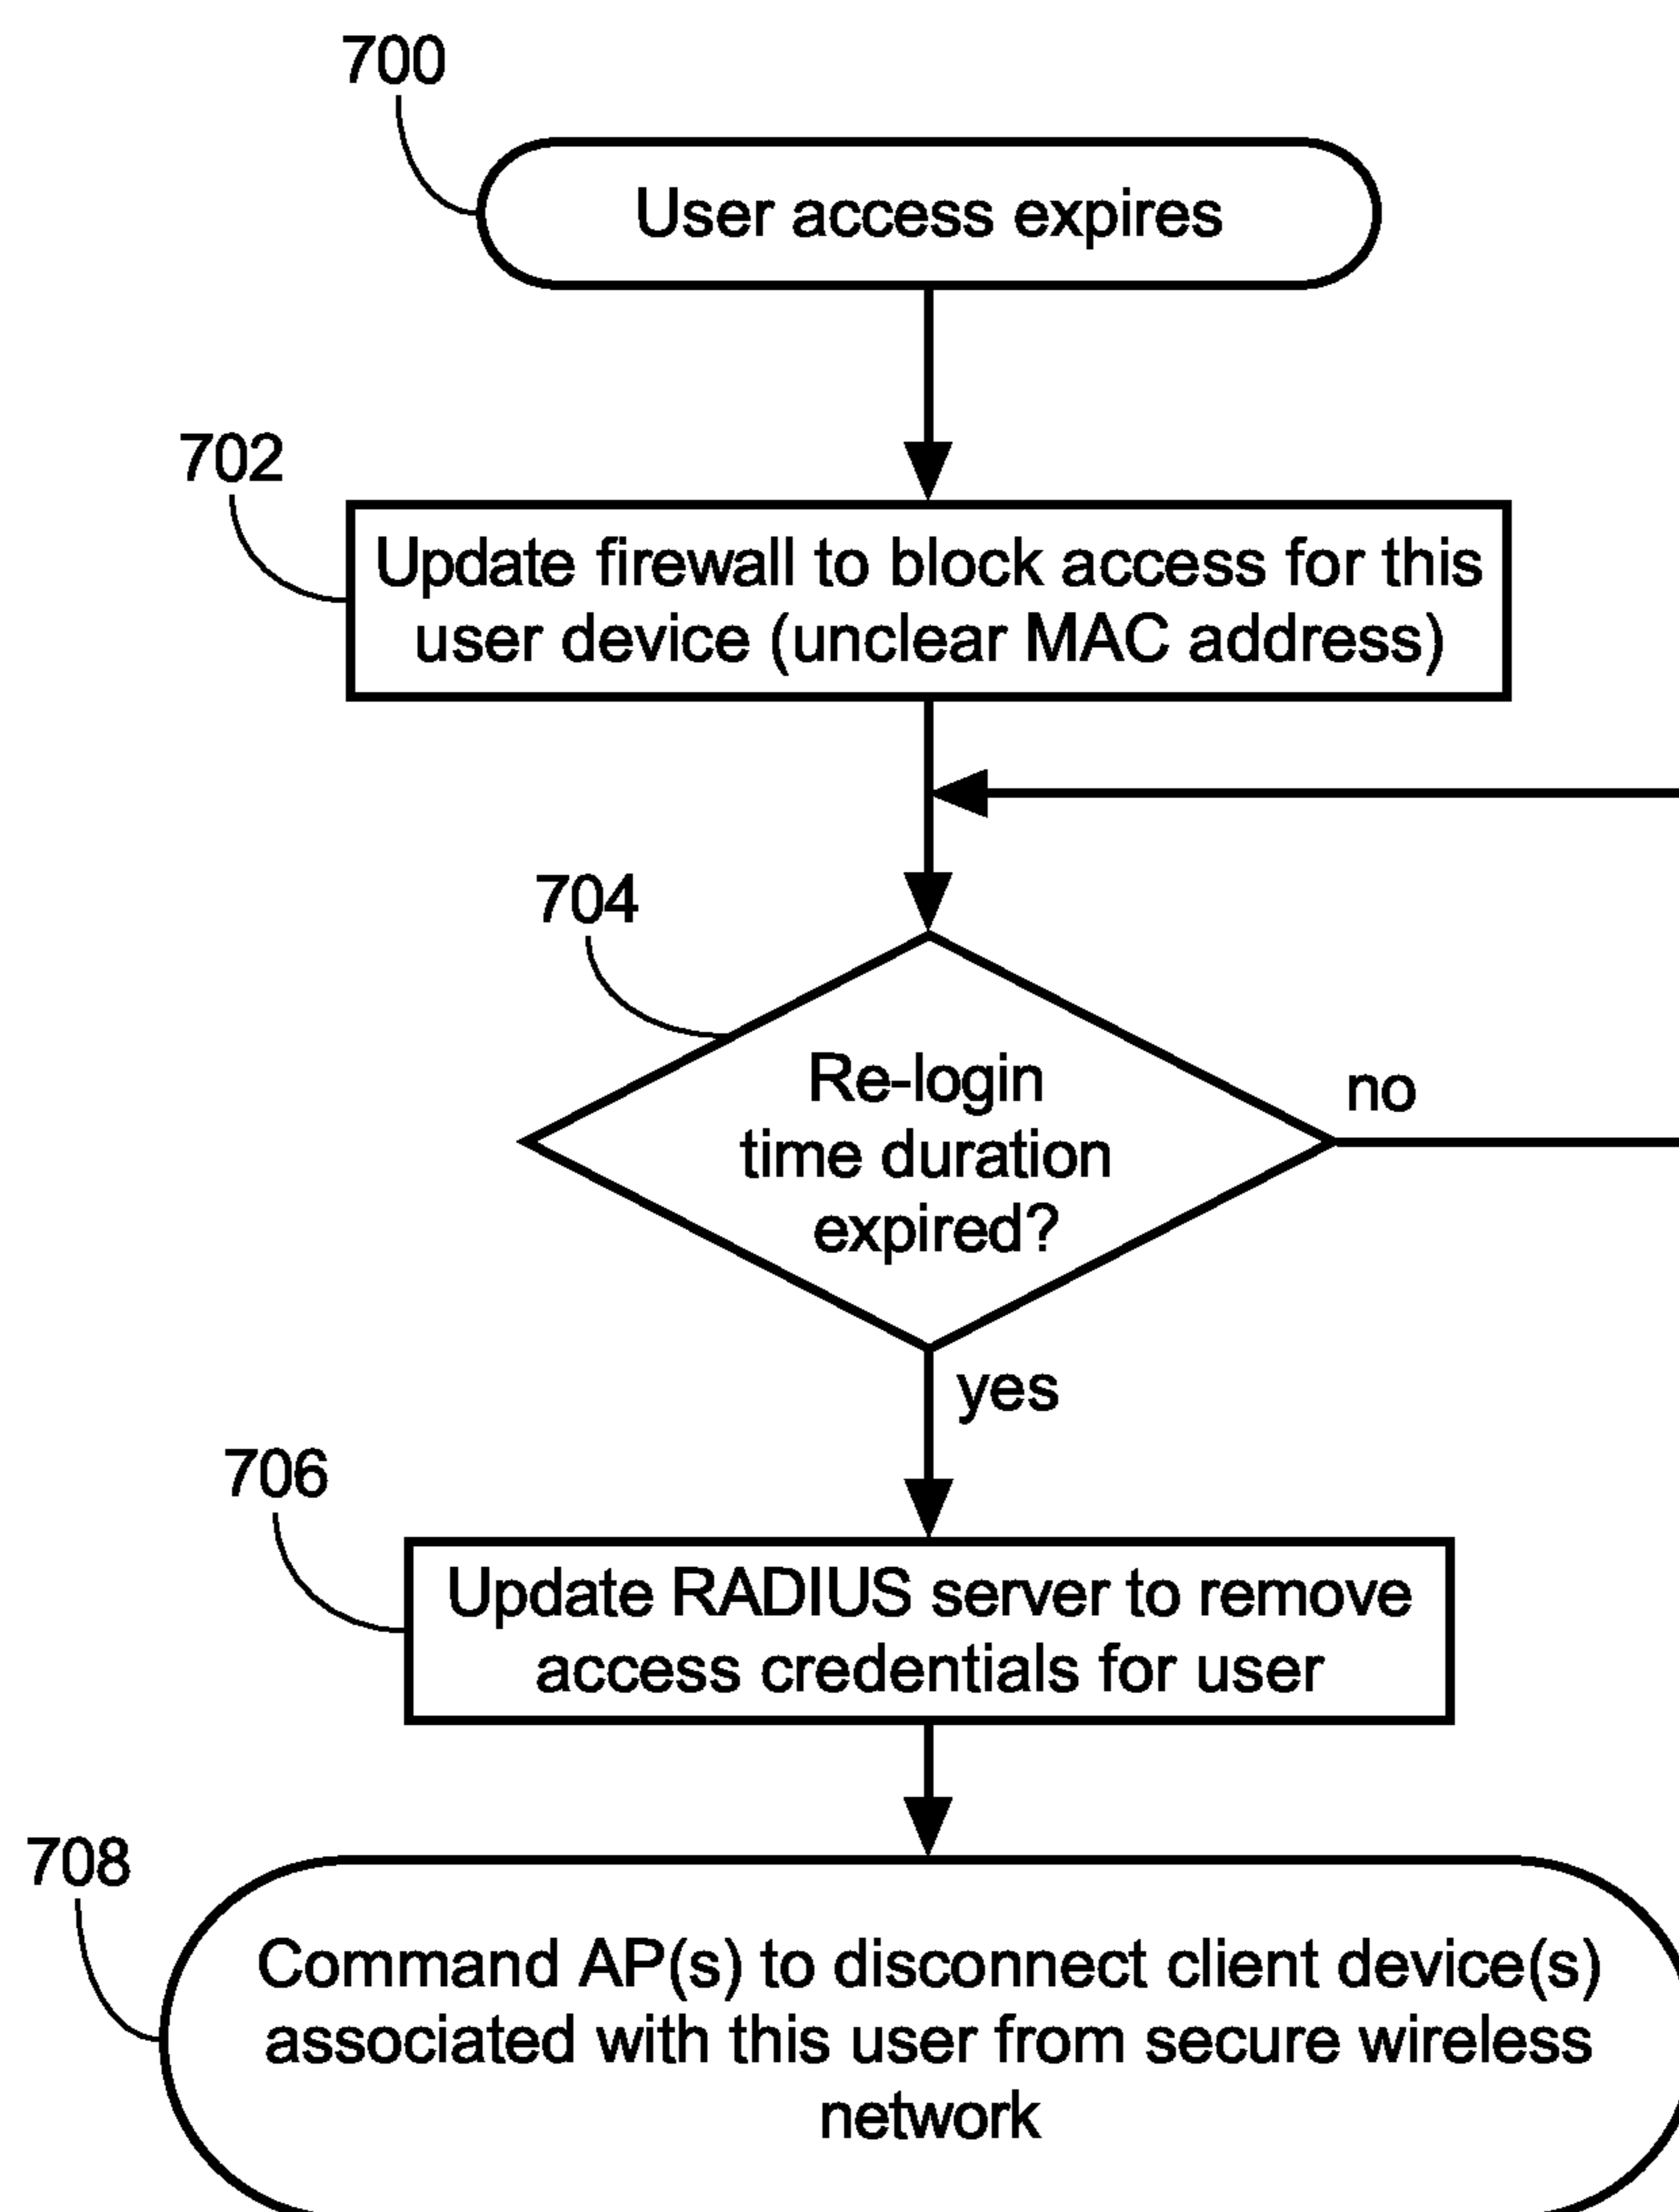 700
User access expires
702
Update firewall to block access for this
user device (unclear MAC address)
704
Re-login
time duration
expired?
no
yes
706
Update RADIUS server to remove
access credentials for user
708
Command AP(s) to disconnect client device(s)
associated with this user from secure wireless
network